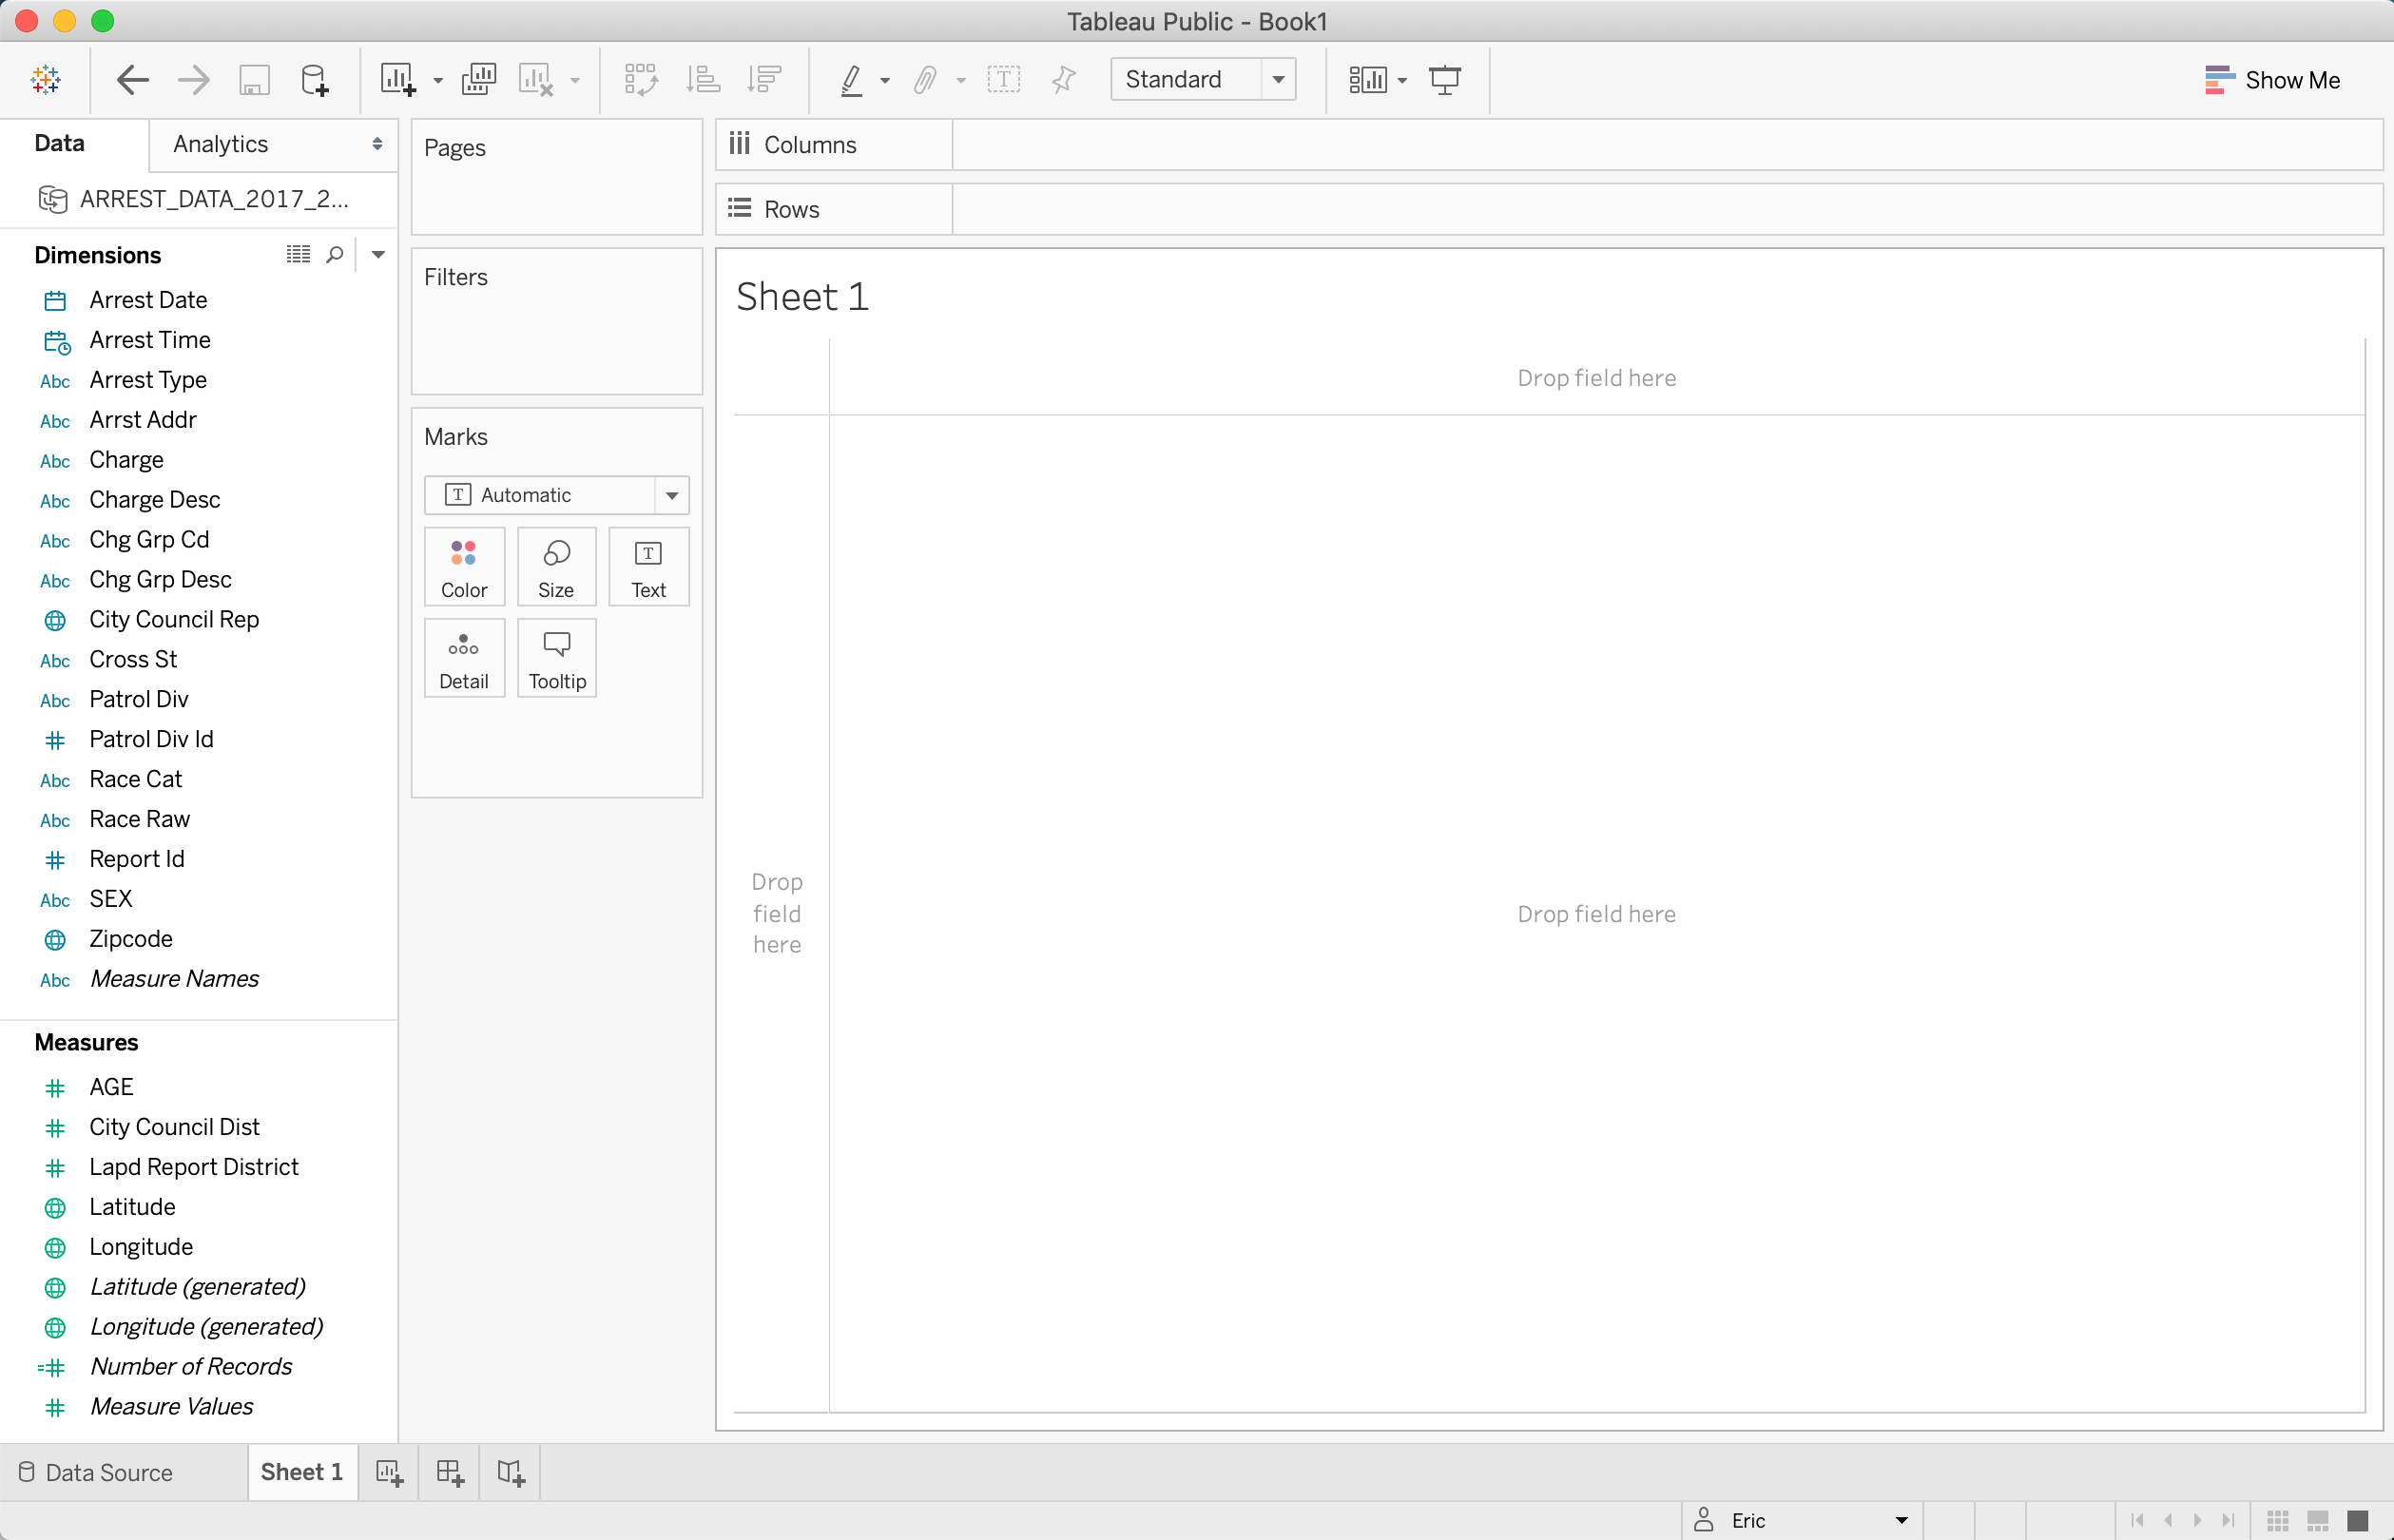 Tableau Public - Book1
Standard
Show Me
Data
Analytics
ARREST_DATA_2017_2...
Dimensions
Arrest Date
Arrest Time
Abc Arrest Type
Abc Arrst Addr
Abc Charge
Abc Charge Desc
Abc Chg Grp Cd
Abc Chg Grp Desc
City Council Rep
Abc Cross St
Abc Patrol Div
# Patrol Div Id
Abc Race Cat
Abc Race Raw
# Report Id
Abc SEX
Zipcode
Abc Measure Names
Measures
# AGE
# City Council Dist
# Lapd Report District
Latitude
Longitude
Latitude (generated)
Longitude (generated)
=# Number of Records
# Measure Values
Pages
Filters
Marks
T Automatic
Color
Size
T
Text
Detail
Tooltip
Columns
Rows
Sheet 1
Drop field here
Drop
field
here
Drop field here
Data Source
Sheet 1
Eric